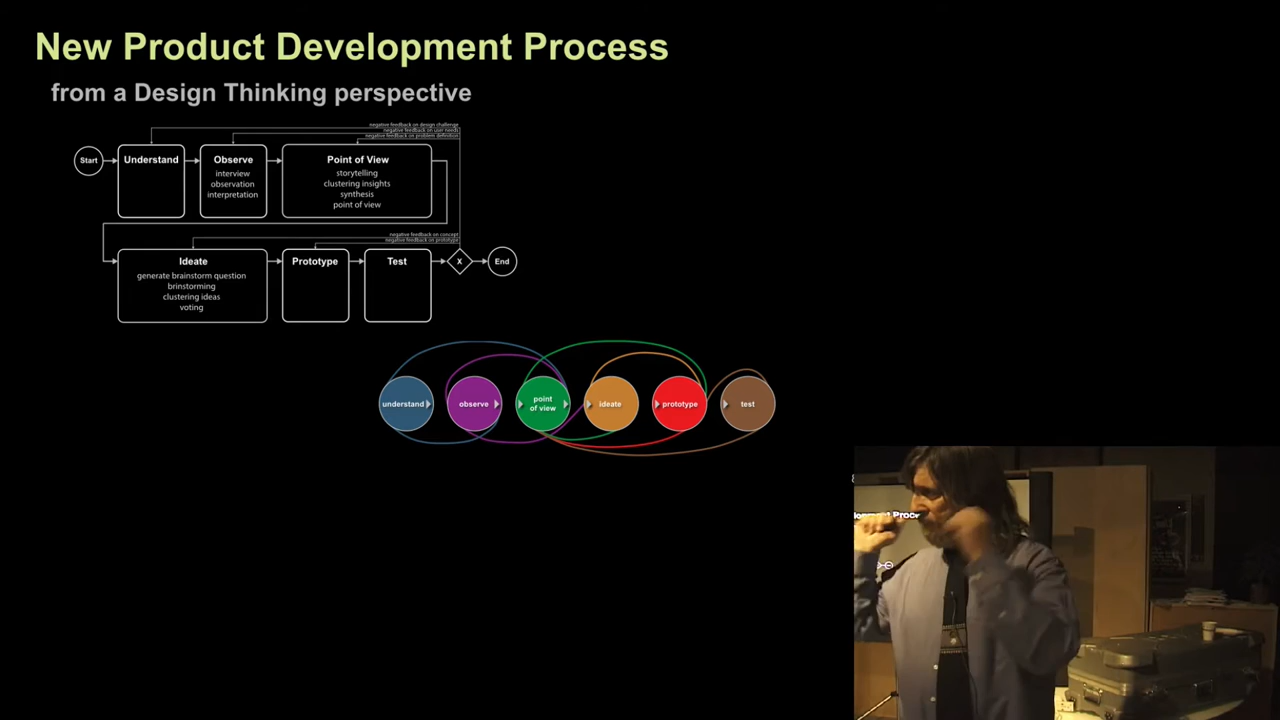 New Product Development Process
from a Design Thinking perspective
negative feedback on design challenge
negative feedback on user needs
negative feedback on problem definition
Start
Understand
Observe
interview
observation
interpretation
Point of View
storytelling
clustering insights
synthesis
point of view
negative feedback on concept
negative feedback on prototype
Ideate
generate brainstorm question
brinstorming
clustering ideas
voting
Prototype
Test
X
End
understand
observe
point
of view
ideate
prototype
test